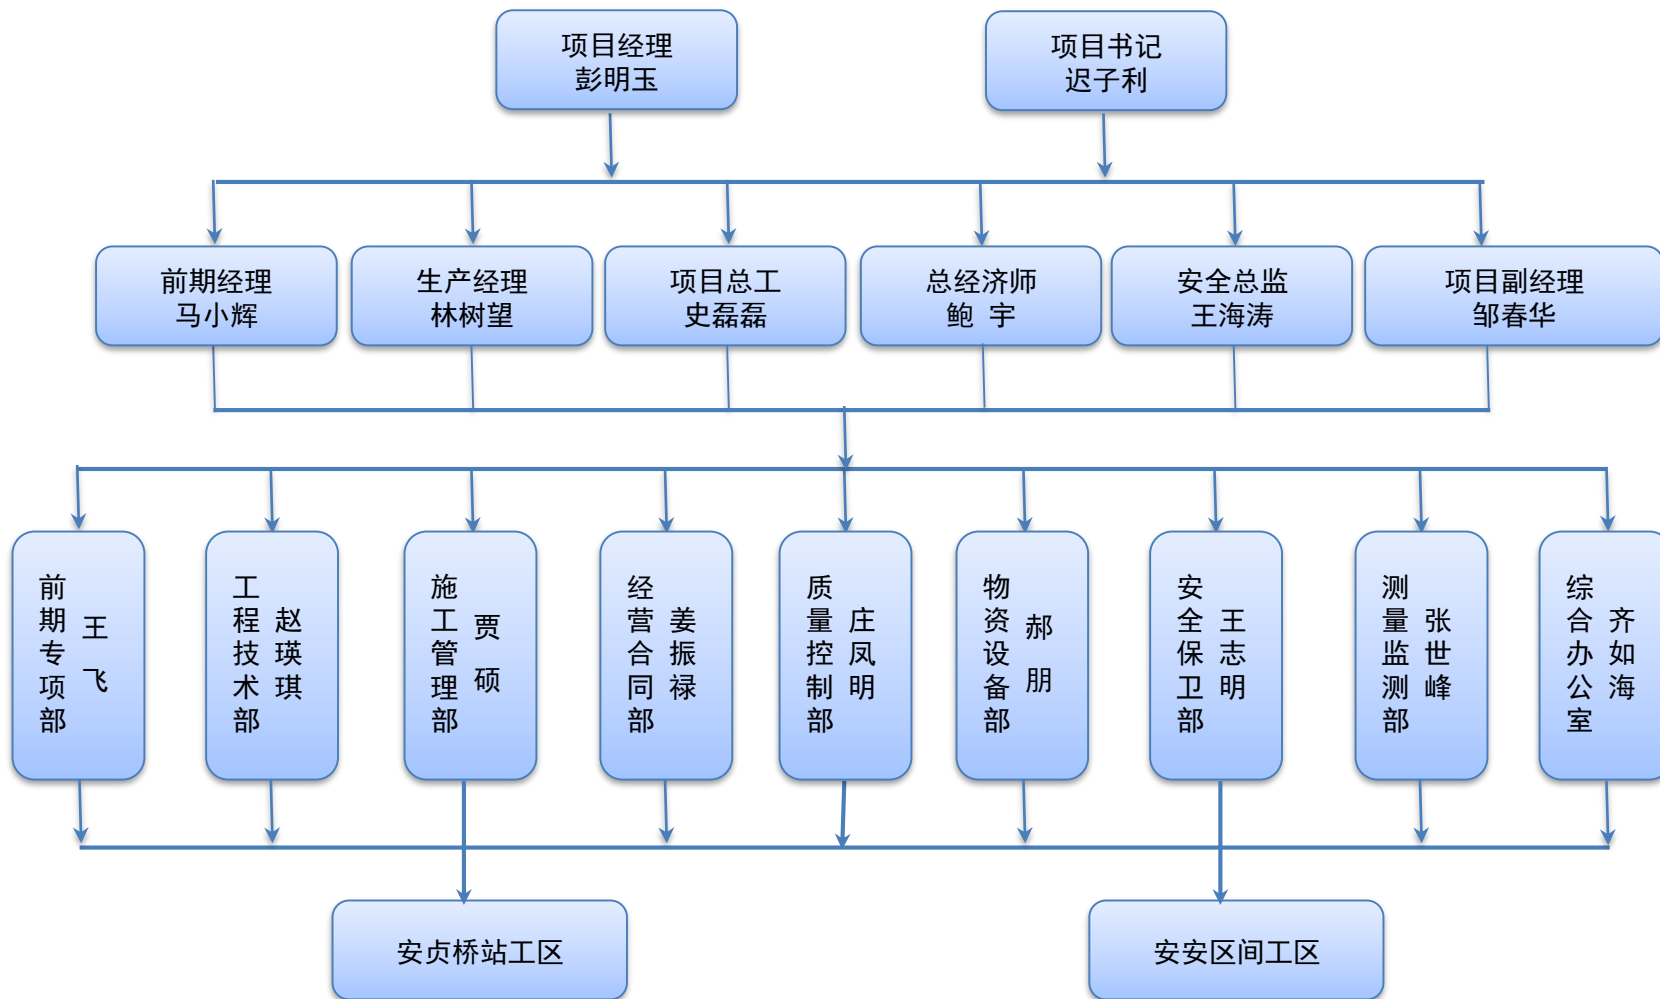 项目经理
彭明玉
项目书记
迟子利
前期经理
马小辉
生产经理
林树望
项目总工
史磊磊
总经济师
鲍 宇
安全总监
王海涛
项目副经理
邹春华
前期专项部
王飞
工程技术部
赵瑛琪
施工管理部
贾硕
经营合同部
姜振禄
质量控制部
庄凤明
物资设备部
郝朋
安全保卫部
王志明
测量监测部
张世峰
综合办公室
齐如海
安贞桥站工区
安安区间工区